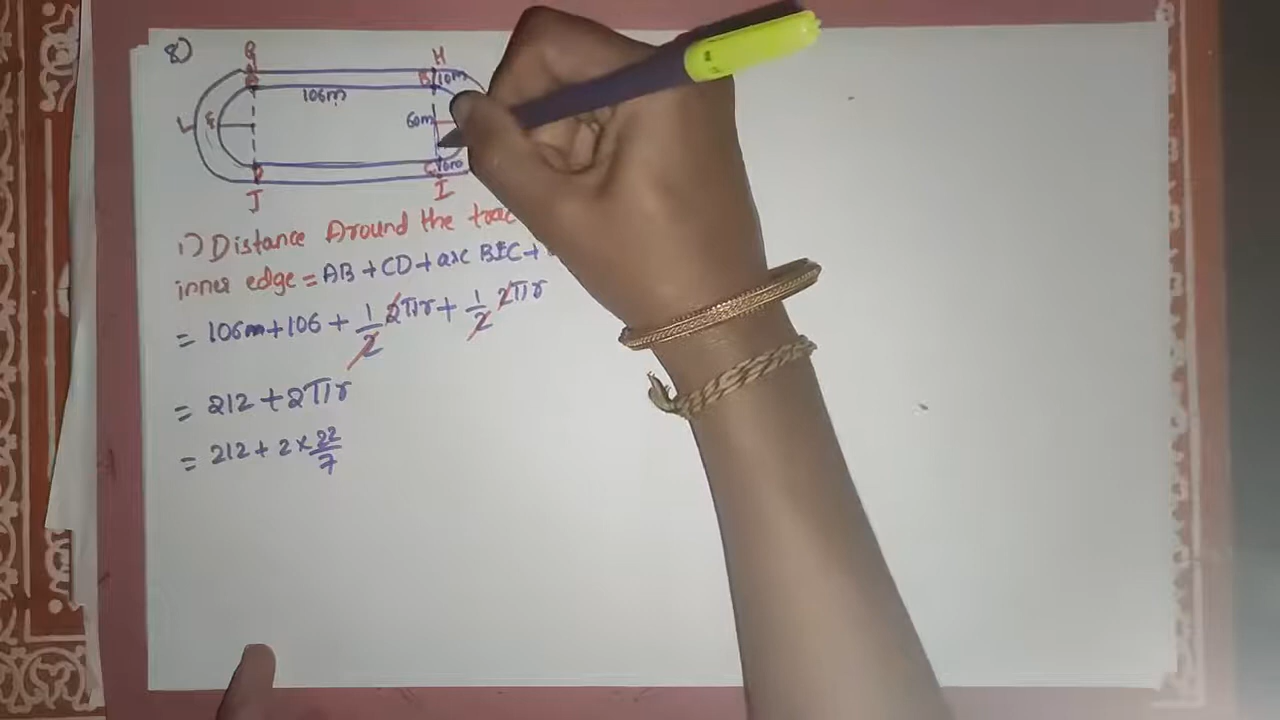 8)
G H
A B 10m
106m
L F 60m
D C 10m
J I
i) Distance Around the trac
inner edge = AB + CD + arc BEC +
= 106m + 106 + 1/2 2πr + 1/2 2πr
= 212 + 2πr
= 212 + 2 × 22/7